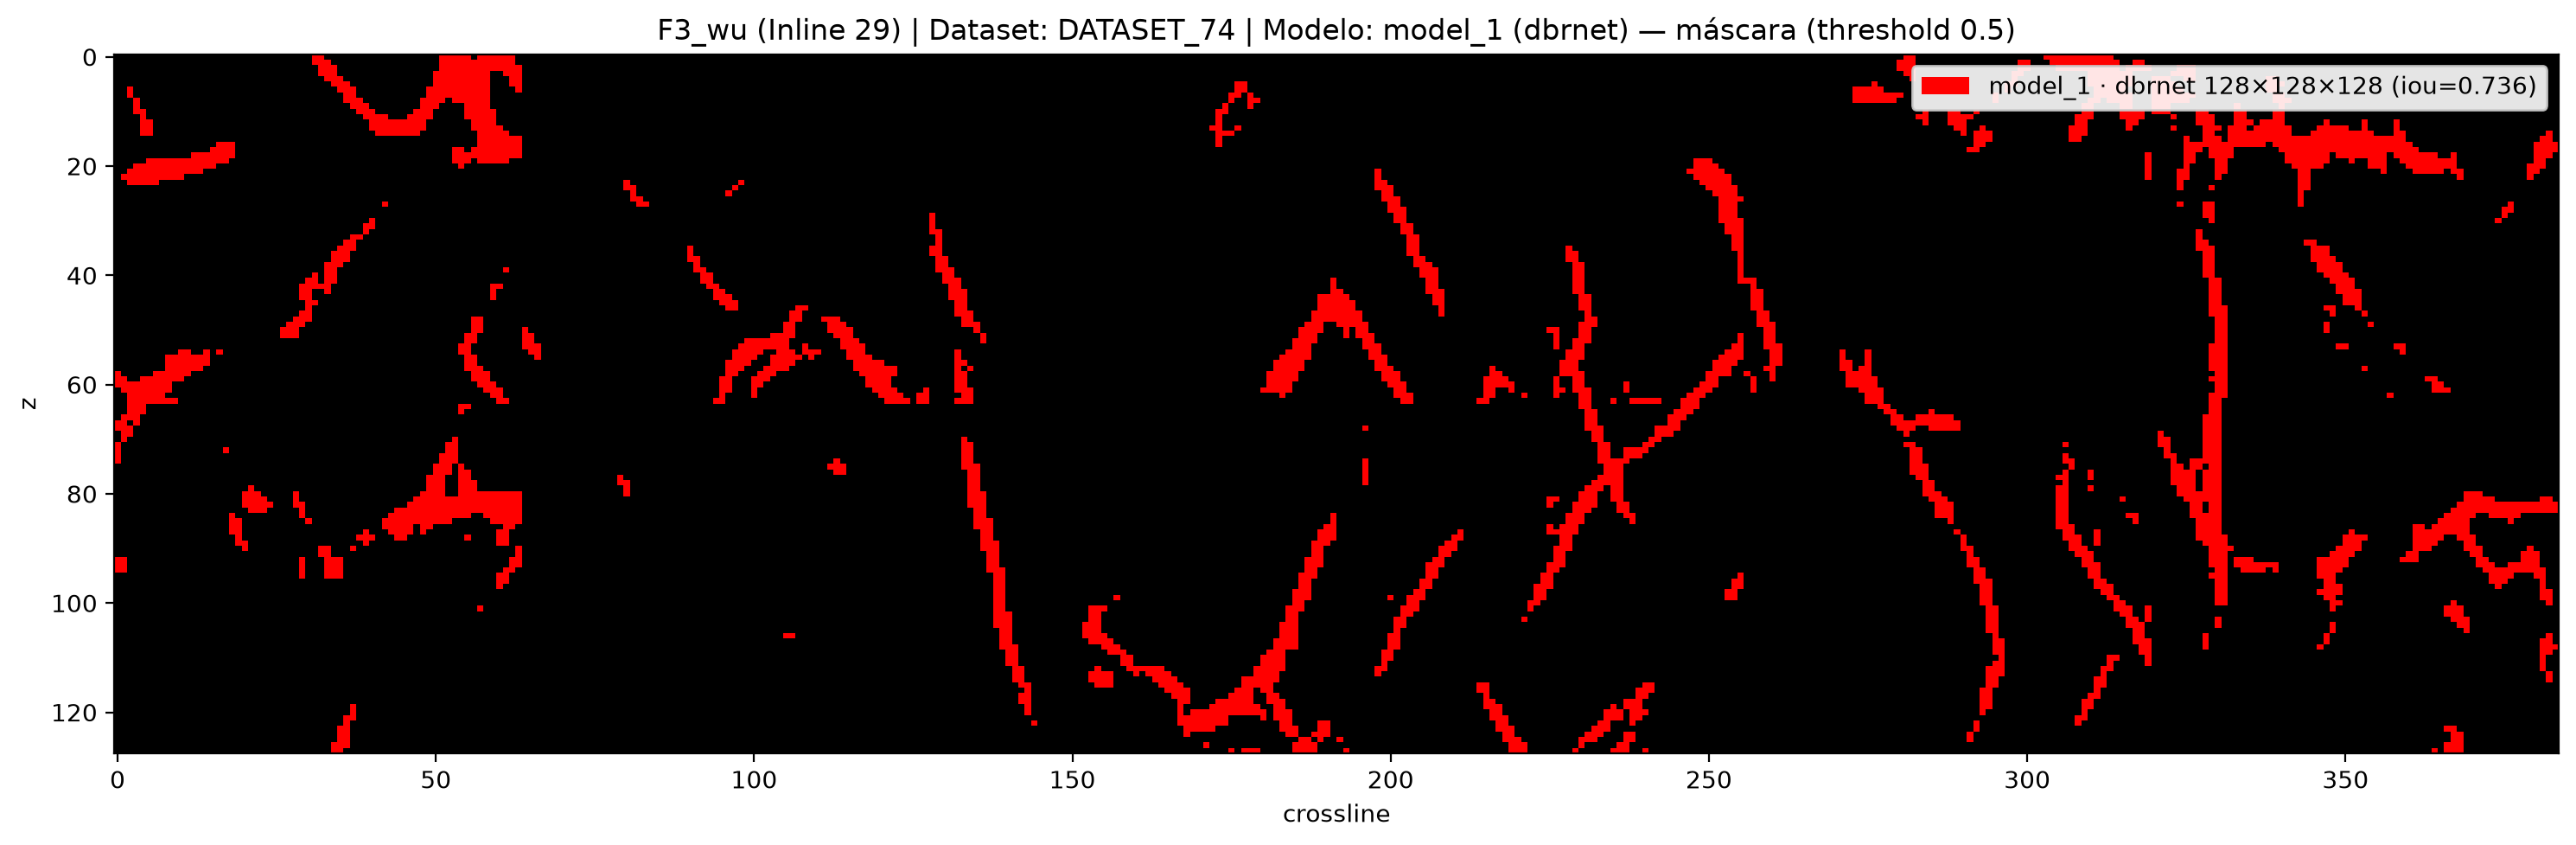 F3_wu (Inline 29) | Dataset: DATASET_74 | Modelo: model_1 (dbrnet) — máscara (threshold 0.5)
model_1 · dbrnet 128×128×128 (iou=0.736)
0
20
40
60
80
100
120
z
0 50 100 150 200 250 300 350
crossline